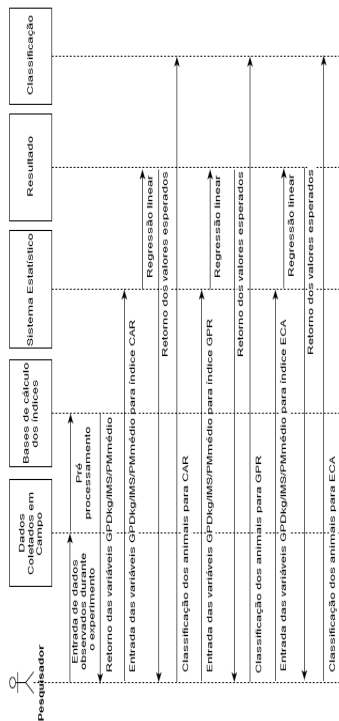 Pesquisador
Dados
Coletados em
Campo
Bases de cálculo
dos índices
Sistema Estatístico
Resultado
Classificação
Entrada de dados
observados durante
o experimento
Pré
processamento
Retorno das variáveis GPDkg/IMS/PMmédio
Entrada das variáveis GPDkg/IMS/PMmédio para índice CAR
Regressão linear
Retorno dos valores esperados
Classificação dos animais para CAR
Entrada das variáveis GPDkg/IMS/PMmédio para índice GPR
Regressão linear
Retorno dos valores esperados
Classificação dos animais para GPR
Entrada das variáveis GPDkg/IMS/PMmédio para índice ECA
Regressão linear
Retorno dos valores esperados
Classificação dos animais para ECA